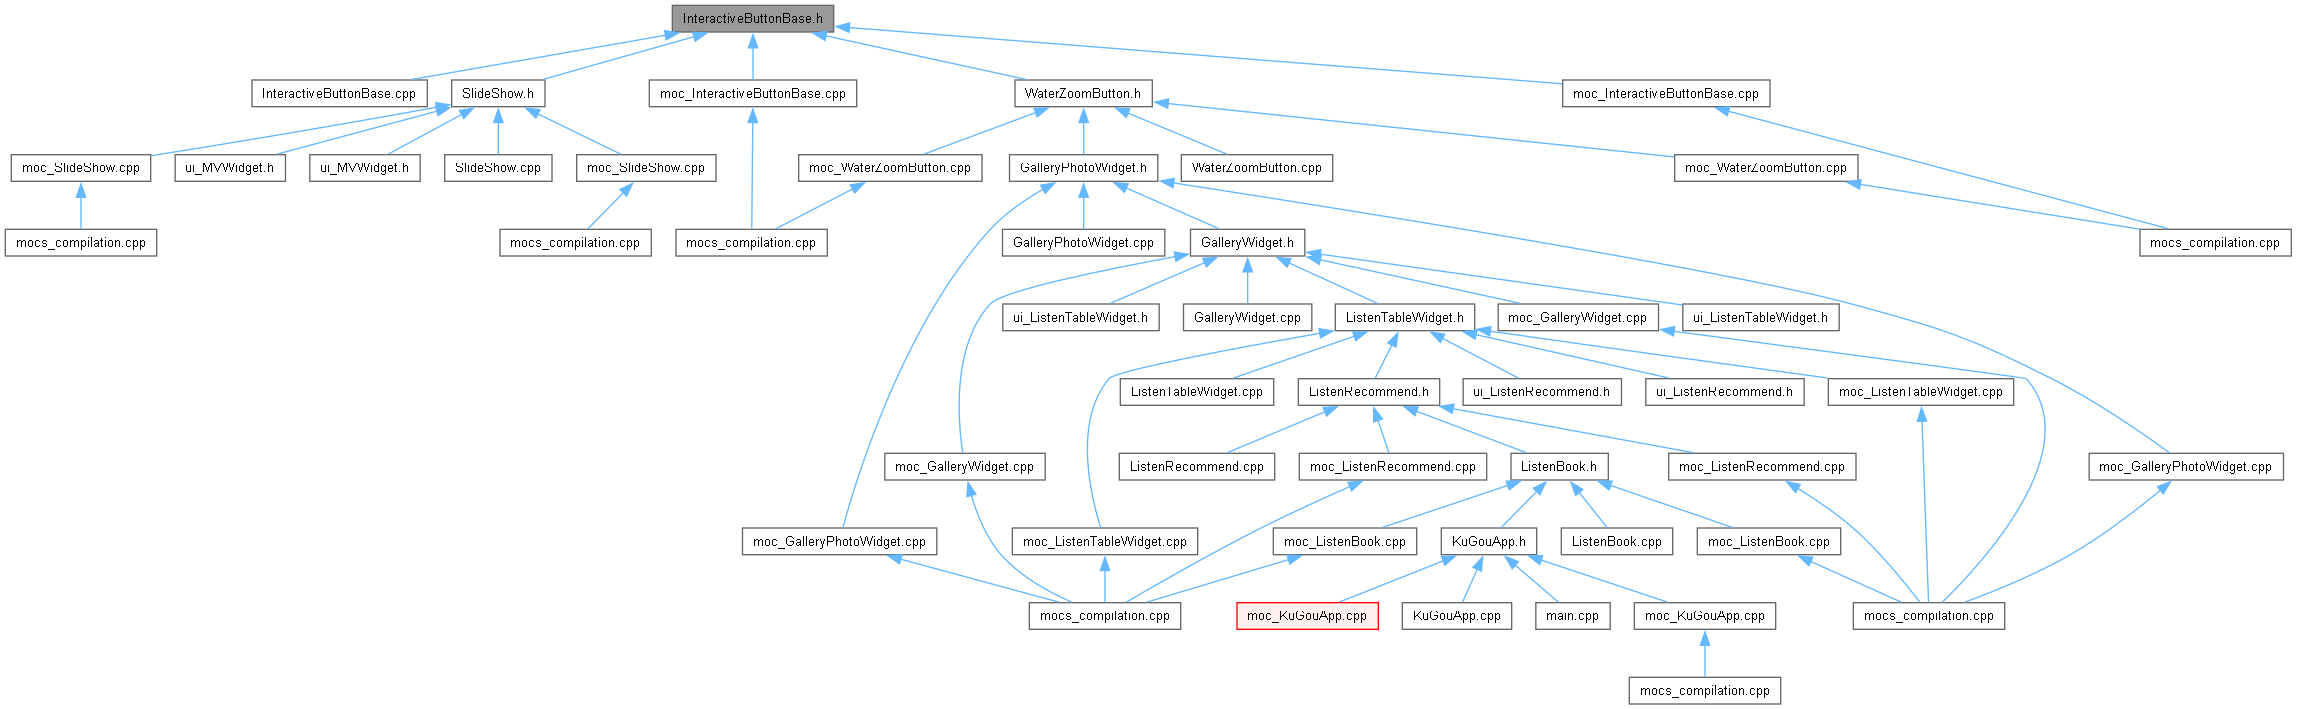 InteractiveButtonBase.h
InteractiveButtonBase.cpp
SlideShow.h
moc_InteractiveButtonBase.cpp
WaterZoomButton.h
moc_InteractiveButtonBase.cpp
moc_SlideShow.cpp
ui_MVWidget.h
ui_MVWidget.h
SlideShow.cpp
moc_SlideShow.cpp
moc_WaterZoomButton.cpp
GalleryPhotoWidget.h
WaterZoomButton.cpp
moc_WaterZoomButton.cpp
mocs_compilation.cpp
mocs_compilation.cpp
mocs_compilation.cpp
GalleryPhotoWidget.cpp
GalleryWidget.h
mocs_compilation.cpp
ui_ListenTableWidget.h
GalleryWidget.cpp
ListenTableWidget.h
moc_GalleryWidget.cpp
ui_ListenTableWidget.h
ListenTableWidget.cpp
ListenRecommend.h
ui_ListenRecommend.h
ui_ListenRecommend.h
moc_ListenTableWidget.cpp
moc_GalleryWidget.cpp
ListenRecommend.cpp
moc_ListenRecommend.cpp
ListenBook.h
moc_ListenRecommend.cpp
moc_GalleryPhotoWidget.cpp
moc_GalleryPhotoWidget.cpp
moc_ListenTableWidget.cpp
moc_ListenBook.cpp
KuGouApp.h
ListenBook.cpp
moc_ListenBook.cpp
mocs_compilation.cpp
moc_KuGouApp.cpp
KuGouApp.cpp
main.cpp
moc_KuGouApp.cpp
mocs_compilation.cpp
mocs_compilation.cpp